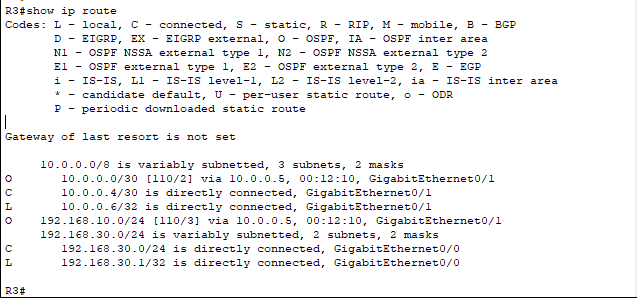 R3#show ip route
Codes: L - local, C - connected, S - static, R - RIP, M - mobile, B - BGP
D - EIGRP, EX - EIGRP external, O - OSPF, IA - OSPF inter area
N1 - OSPF NSSA external type 1, N2 - OSPF NSSA external type 2
E1 - OSPF external type 1, E2 - OSPF external type 2, E - EGP
i - IS-IS, L1 - IS-IS level-1, L2 - IS-IS level-2, ia - IS-IS inter area
* - candidate default, U - per-user static route, o - ODR
P - periodic downloaded static route
Gateway of last resort is not set
10.0.0.0/8 is variably subnetted, 3 subnets, 2 masks
O 10.0.0.0/30 [110/2] via 10.0.0.5, 00:12:10, GigabitEthernet0/1
C 10.0.0.4/30 is directly connected, GigabitEthernet0/1
L 10.0.0.6/32 is directly connected, GigabitEthernet0/1
O 192.168.10.0/24 [110/3] via 10.0.0.5, 00:12:10, GigabitEthernet0/1
192.168.30.0/24 is variably subnetted, 2 subnets, 2 masks
C 192.168.30.0/24 is directly connected, GigabitEthernet0/0
L 192.168.30.1/32 is directly connected, GigabitEthernet0/0
R3#